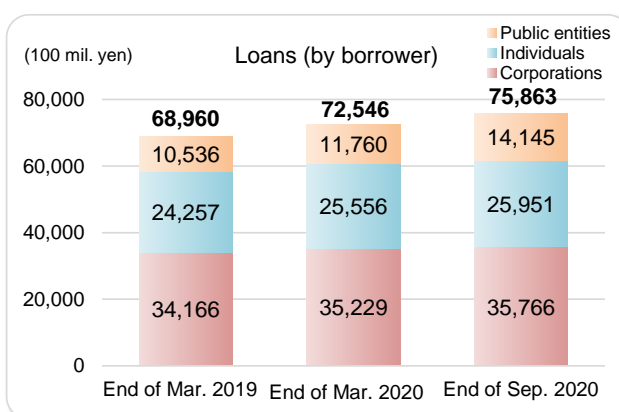 (100 mil. yen)
Loans (by borrower)
Public entities
Individuals
Corporations
80,000
60,000
40,000
20,000
0
68,960
10,536
24,257
34,166
72,546
11,760
25,556
35,229
75,863
14,145
25,951
35,766
End of Mar. 2019
End of Mar. 2020
End of Sep. 2020